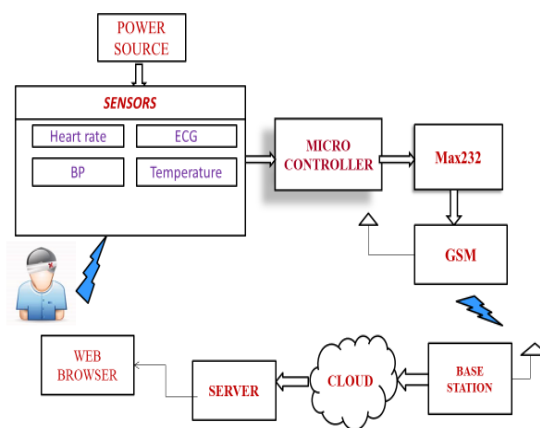 POWER
SOURCE
SENSORS
Heart rate
ECG
BP
Temperature
MICRO
CONTROLLER
Max232
GSM
WEB
BROWSER
SERVER
CLOUD
BASE
STATION